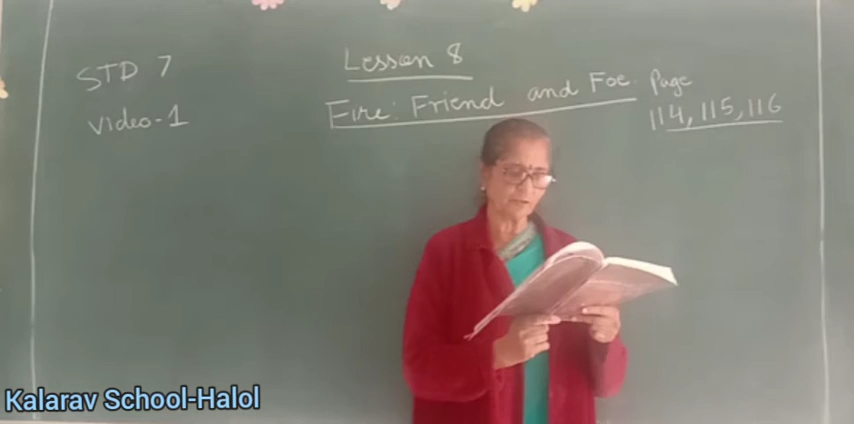 STD 7
Video-1
Lesson 8
Fire: Friend and Foe.
Page
114, 115, 116
Kalarav School-Halol